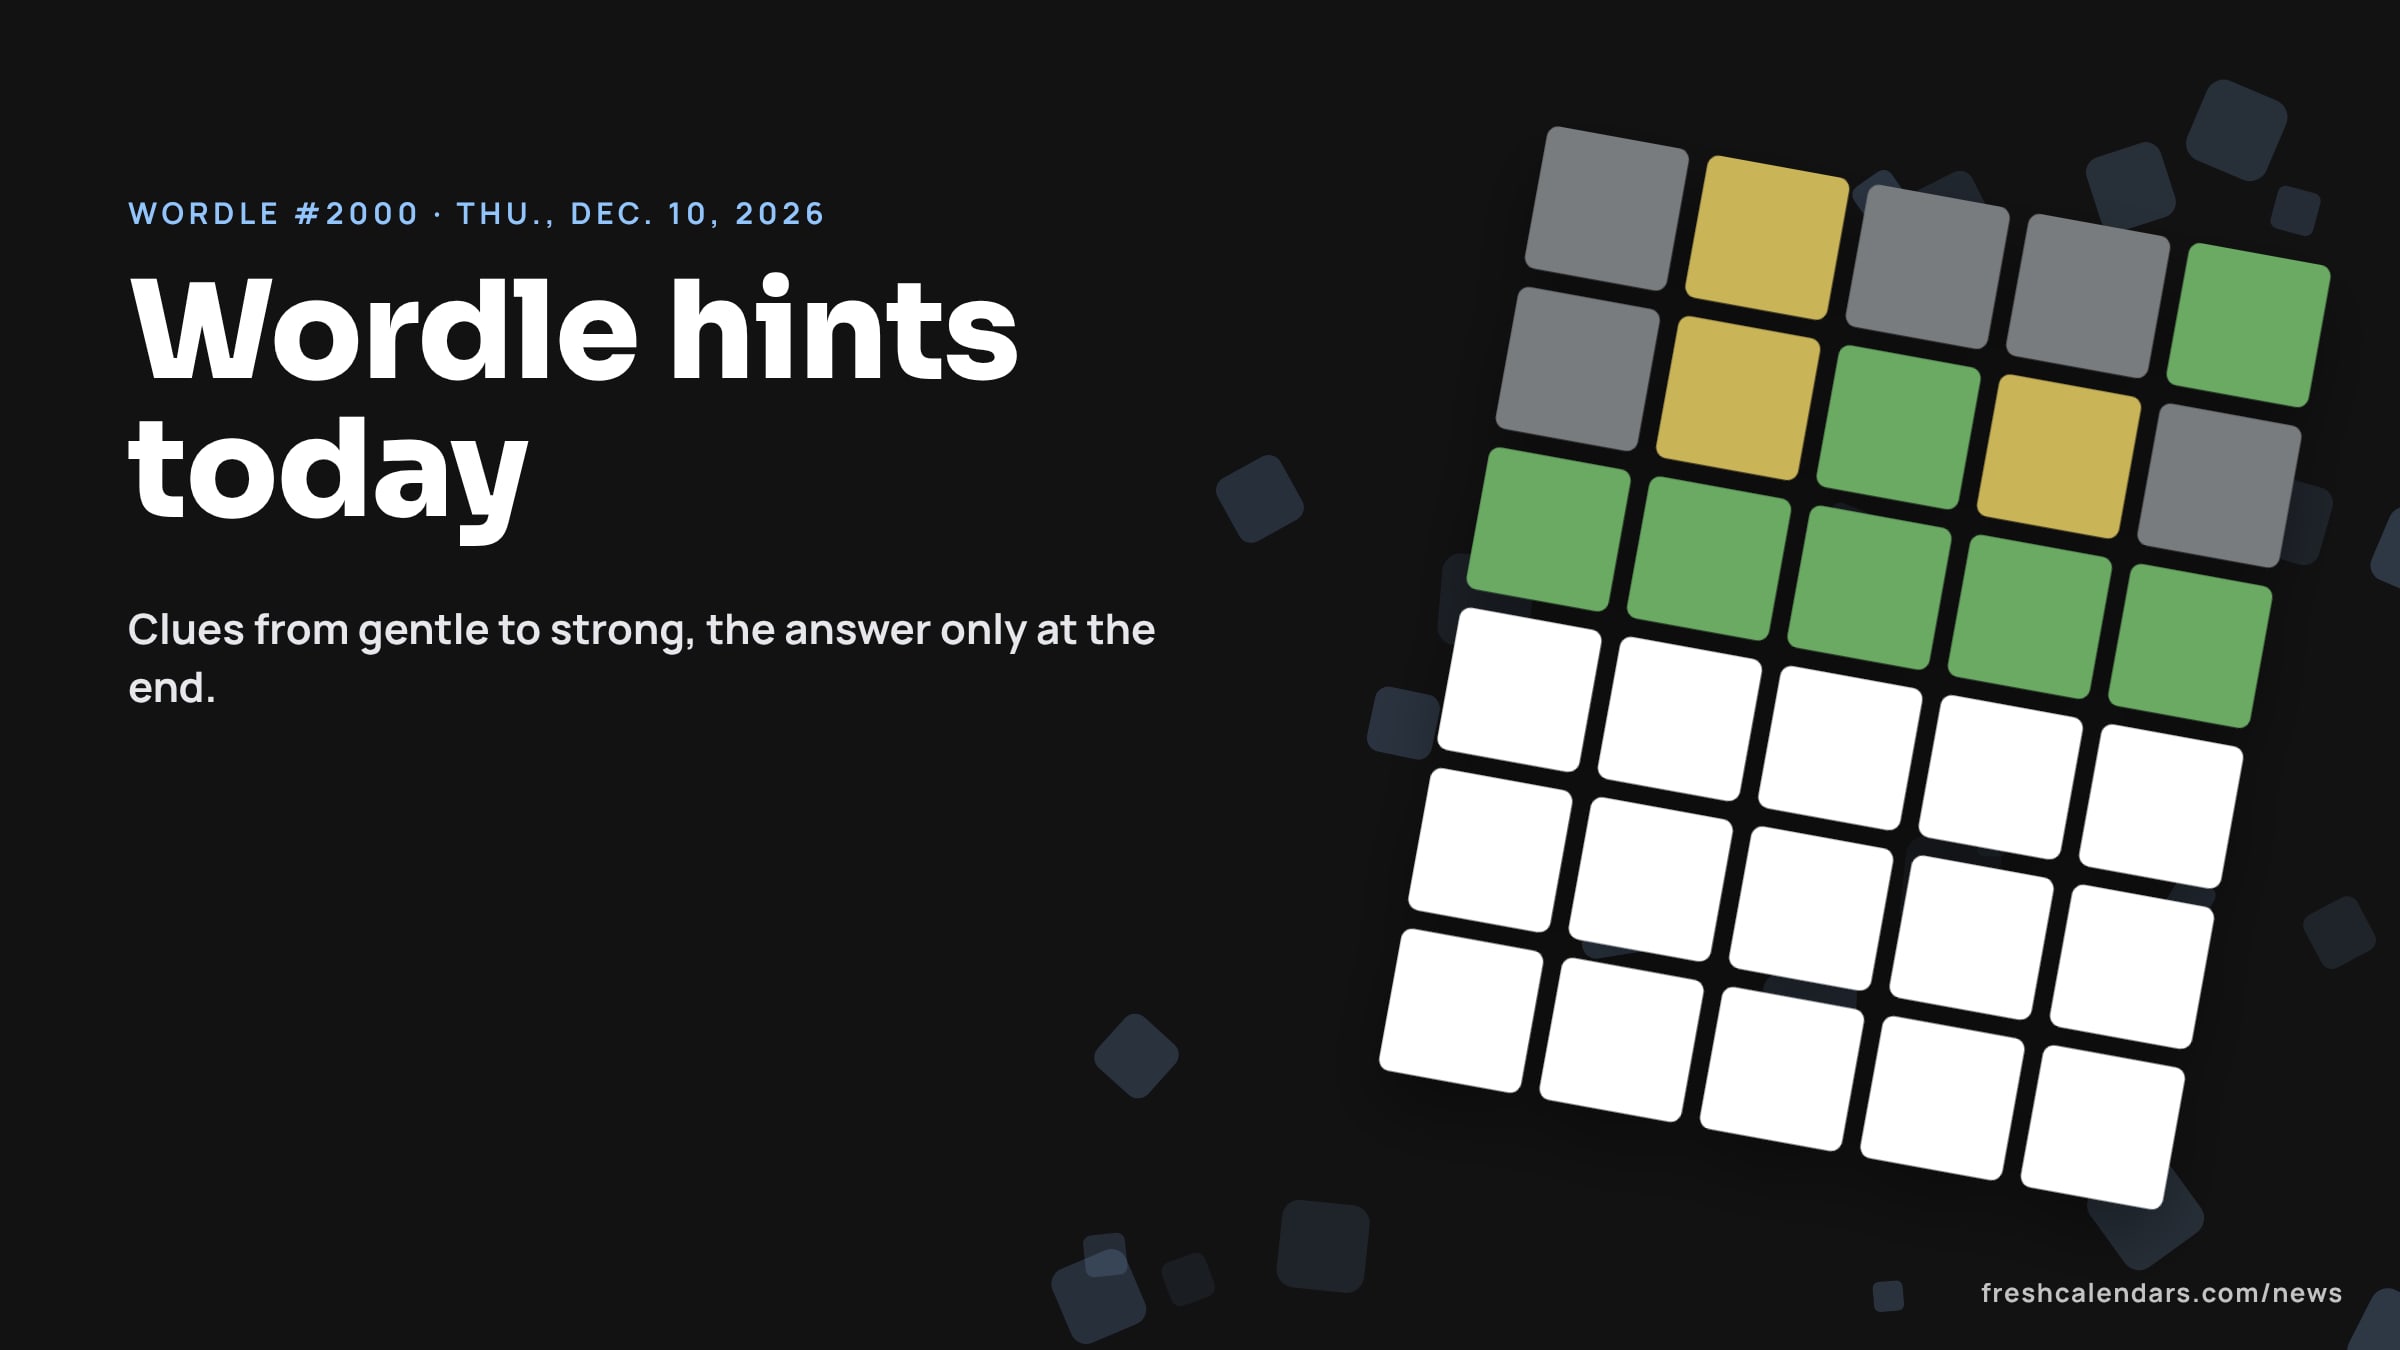 WORDLE #2000 · THU., DEC. 10, 2026
Wordle hints
today
Clues from gentle to strong, the answer only at the
end.
freshcalendars.com/news